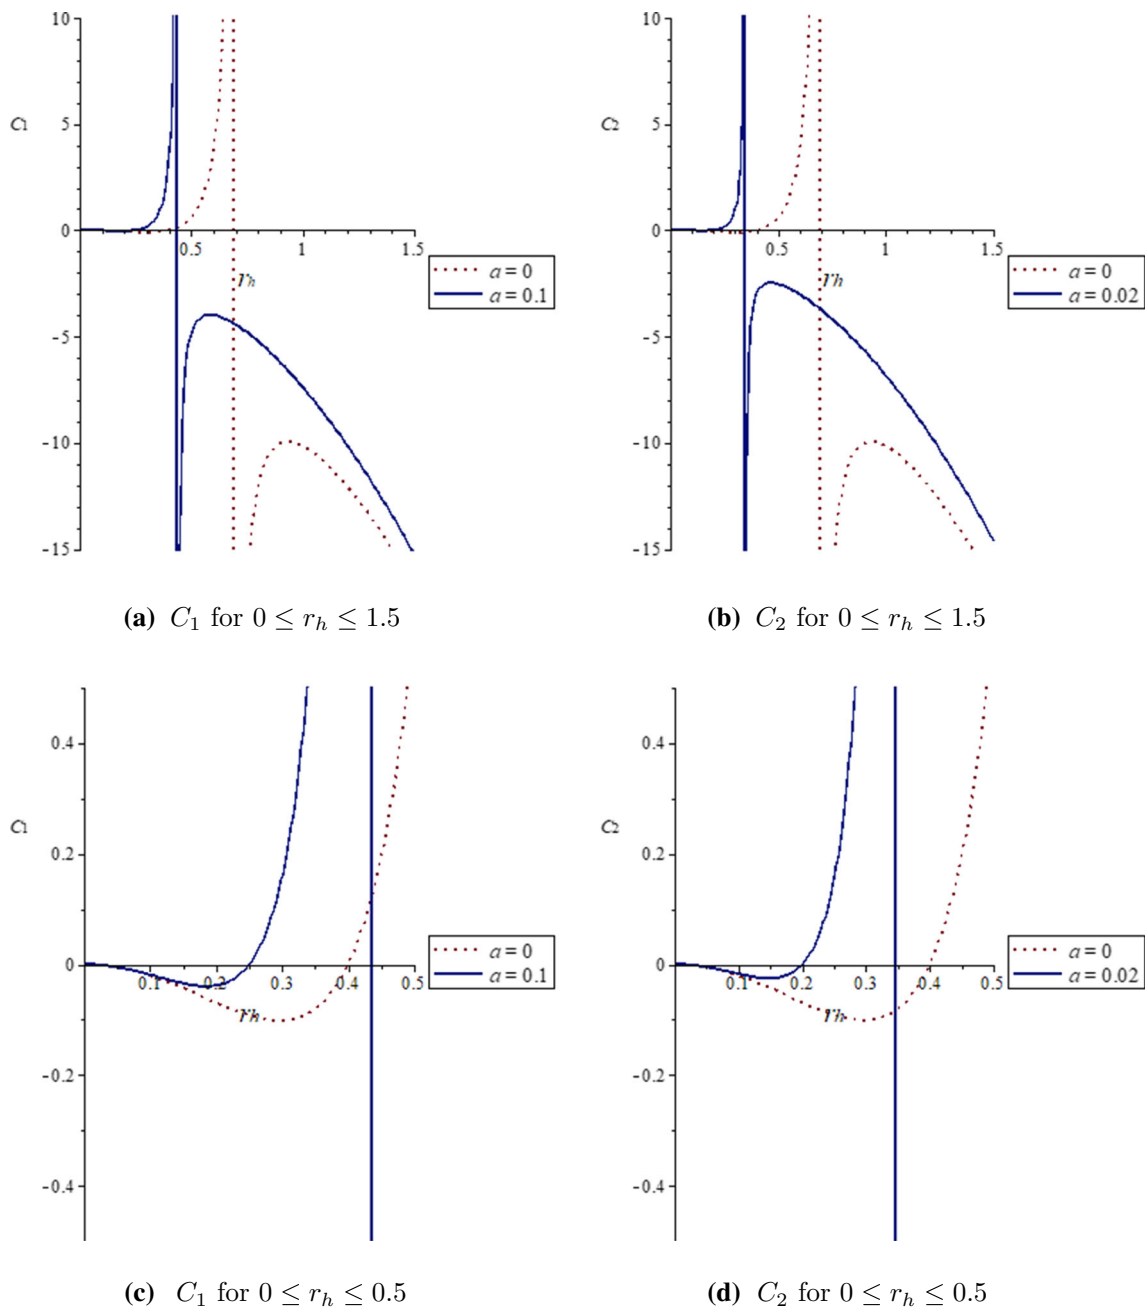 10
5
C1
0
0.5
1
1.5
rh
a = 0
a = 0.1
-5
-10
-15
10
5
C2
0
0.5
1
1.5
rh
a = 0
a = 0.02
-5
-10
-15
(a) C1 for 0 ≤ rh ≤ 1.5
(b) C2 for 0 ≤ rh ≤ 1.5
0.4
C1
0.2
0
0.1
0.2
0.3
0.4
0.5
rh
a = 0
a = 0.1
-0.2
-0.4
0.4
C2
0.2
0
0.1
0.2
0.3
0.4
0.5
rh
a = 0
a = 0.02
-0.2
-0.4
(c) C1 for 0 ≤ rh ≤ 0.5
(d) C2 for 0 ≤ rh ≤ 0.5